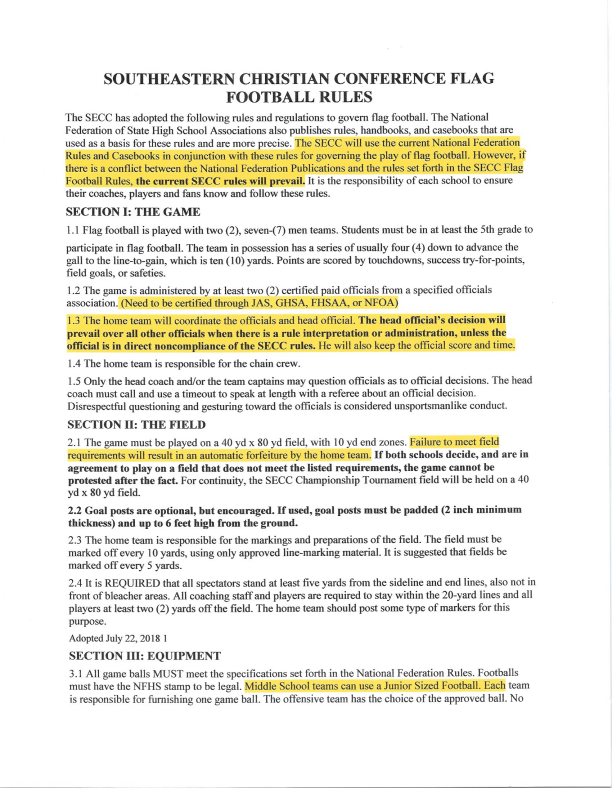 SOUTHEASTERN CHRISTIAN CONFERENCE FLAG
FOOTBALL RULES
The SECC has adopted the following rules and regulations to govern flag football. The National
Federation of State High School Associations also publishes rules, handbooks, and casebooks that are
used as a basis for these rules and are more precise. The SECC will use the current National Federation
Rules and Casebooks in conjunction with these rules for governing the play of flag football. However, if
there is a conflict between the National Federation Publications and the rules set forth in the SECC Flag
Football Rules, the current SECC rules will prevail. It is the responsibility of each school to ensure
their coaches, players and fans know and follow these rules.
SECTION I: THE GAME
1.1 Flag football is played with two (2), seven-(7) men teams. Students must be in at least the 5th grade to
participate in flag football. The team in possession has a series of usually four (4) down to advance the
gall to the line-to-gain, which is ten (10) yards. Points are scored by touchdowns, success try-for-points,
field goals, or safeties.
1.2 The game is administered by at least two (2) certified paid officials from a specified officials
association. (Need to be certified through JAS, GHSA, FHSAA, or NFOA)
1.3 The home team will coordinate the officials and head official. The head official's decision will
prevail over all other officials when there is a rule interpretation or administration, unless the
official is in direct noncompliance of the SECC rules. He will also keep the official score and time.
1.4 The home team is responsible for the chain crew.
1.5 Only the head coach and/or the team captains may question officials as to official decisions. The head
coach must call and use a timeout to speak at length with a referee about an official decision.
Disrespectful questioning and gesturing toward the officials is considered unsportsmanlike conduct.
SECTION II: THE FIELD
2.1 The game must be played on a 40 yd x 80 yd field, with 10 yd end zones. Failure to meet field
requirements will result in an automatic forfeiture by the home team. If both schools decide, and are in
agreement to play on a field that does not meet the listed requirements, the game cannot be
protested after the fact. For continuity, the SECC Championship Tournament field will be held on a 40
yd x 80 yd field.
2.2 Goal posts are optional, but encouraged. If used, goal posts must be padded (2 inch minimum
thickness) and up to 6 feet high from the ground.
2.3 The home team is responsible for the markings and preparations of the field. The field must be
marked off every 10 yards, using only approved line-marking material. It is suggested that fields be
marked off every 5 yards.
2.4 It is REQUIRED that all spectators stand at least five yards from the sideline and end lines, also not in
front of bleacher areas. All coaching staff and players are required to stay within the 20-yard lines and all
players at least two (2) yards off the field. The home team should post some type of markers for this
purpose.
Adopted July 22, 2018 1
SECTION III: EQUIPMENT
3.1 All game balls MUST meet the specifications set forth in the National Federation Rules. Footballs
must have the NFHS stamp to be legal. Middle School teams can use a Junior Sized Football. Each team
is responsible for furnishing one game ball. The offensive team has the choice of the approved ball. No